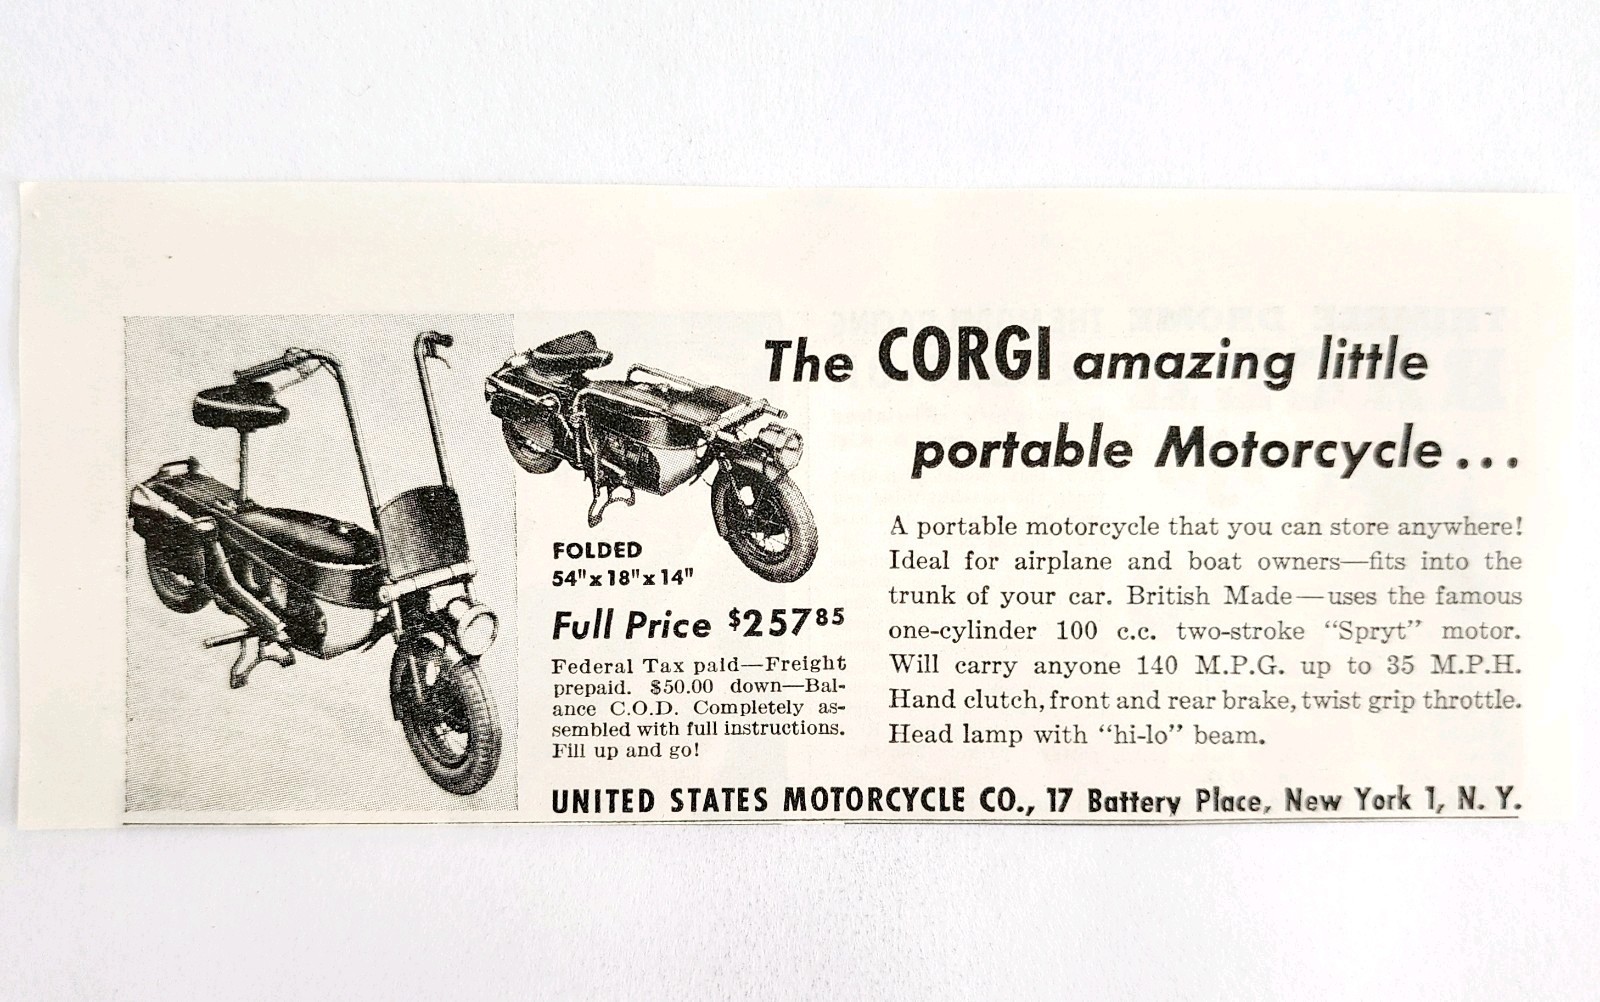 The CORGI amazing little
portable Motorcycle...
FOLDED
54"x18"x14"
Full Price $257 85
Federal Tax paid—Freight
prepaid. $50.00 down—Bal-
ance C.O.D. Completely as-
sembled with full instructions.
Fill up and go!
A portable motorcycle that you can store anywhere!
Ideal for airplane and boat owners—fits into the
trunk of your car. British Made—uses the famous
one-cylinder 100 c.c. two-stroke "Spryt" motor.
Will carry anyone 140 M.P.G. up to 35 M.P.H.
Hand clutch, front and rear brake, twist grip throttle.
Head lamp with "hi-lo" beam.
UNITED STATES MOTORCYCLE CO., 17 Battery Place, New York 1, N. Y.